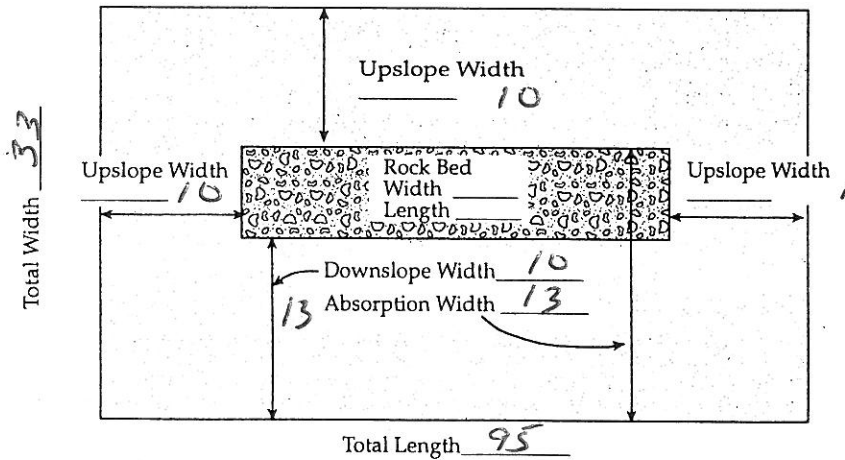 Upslope Width
10
Total Width 33
Upslope Width
10
Rock Bed
Width
Length
Upslope Width
Downslope Width 10
13 Absorption Width 13
Total Length 95